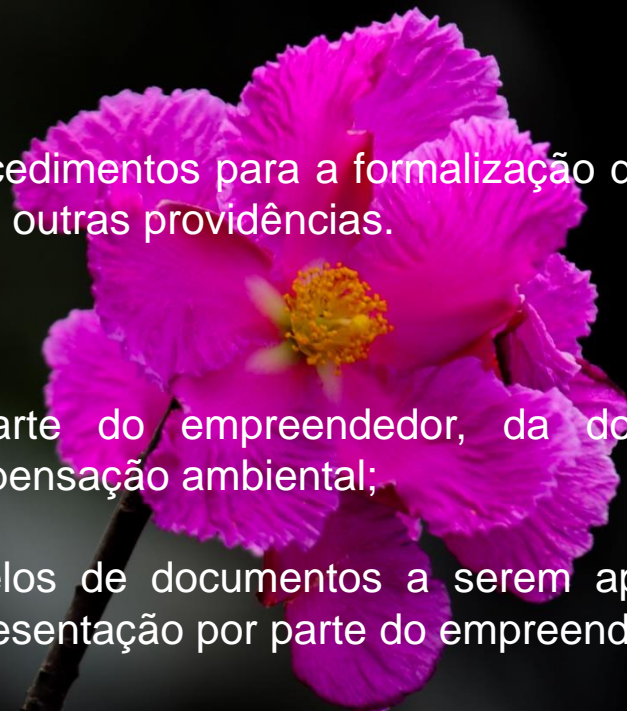 cedimentos para a formalização d
outras providências.
arte do empreendedor, da do
pensação ambiental;
elos de documentos a serem ap
esentação por parte do empreend